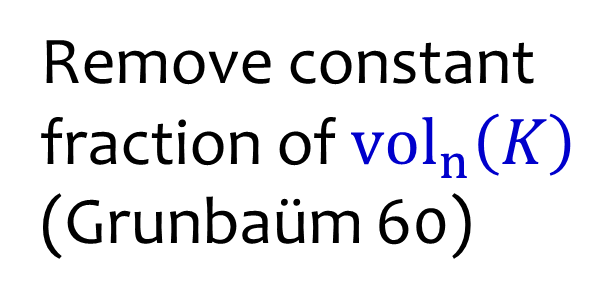 Remove constant
fraction of volₙ(K)
(Grunbaüm 60)